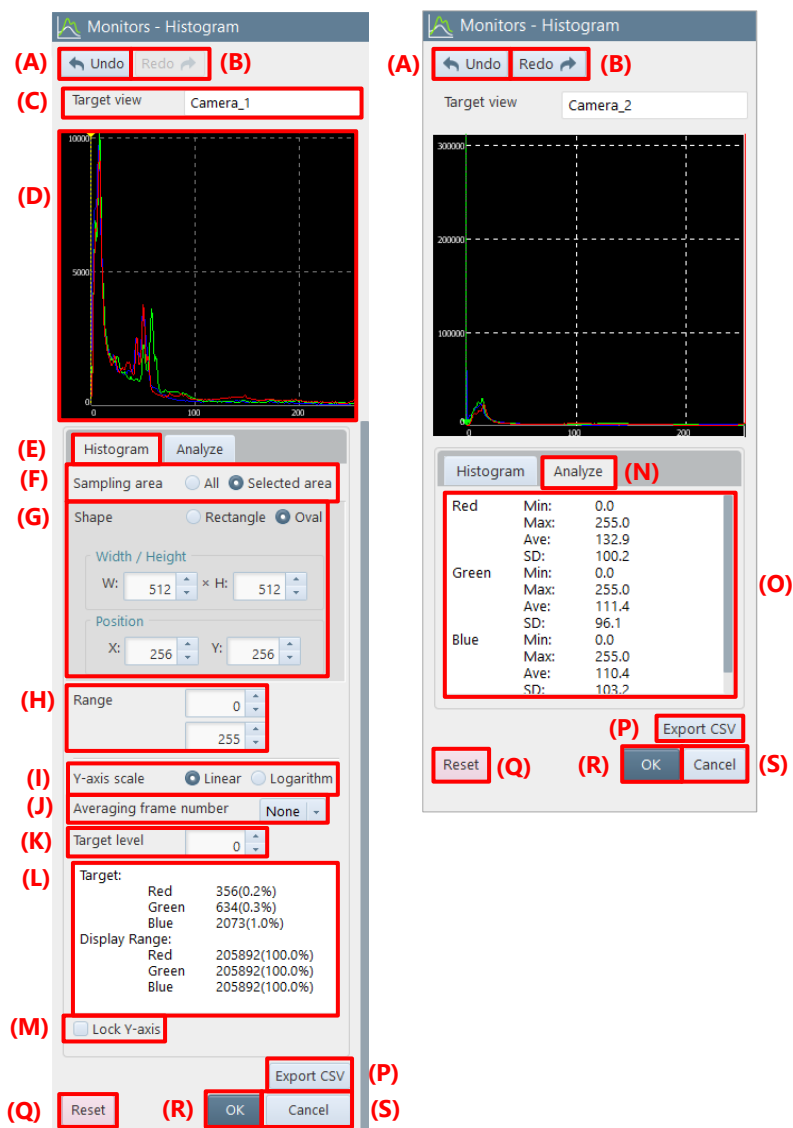 Monitors - Histogram
(A) Undo Redo (B)
(C) Target view Camera_1
(D)
10000
5000
0
0 100 200
(E) Histogram Analyze
(F) Sampling area All Selected area
(G) Shape Rectangle Oval
Width / Height
W: 512 × H: 512
Position
X: 256 Y: 256
(H) Range 0
255
(I) Y-axis scale Linear Logarithm
(J) Averaging frame number None
(K) Target level 0
(L) Target:
Red 356(0.2%)
Green 634(0.3%)
Blue 2073(1.0%)
Display Range:
Red 205892(100.0%)
Green 205892(100.0%)
Blue 205892(100.0%)
(M) Lock Y-axis
Export CSV (P)
(Q) Reset (R) OK Cancel (S)
Monitors - Histogram
(A) Undo Redo (B)
Target view Camera_2
300000
200000
100000
0
0 100 200
Histogram Analyze (N)
Red Min: 0.0
Max: 255.0
Ave: 132.9
SD: 100.2
Green Min: 0.0
Max: 255.0
Ave: 111.4
SD: 96.1
Blue Min: 0.0
Max: 255.0
Ave: 110.4
SD: 103.2
(O)
(P) Export CSV
Reset (Q) (R) OK Cancel (S)